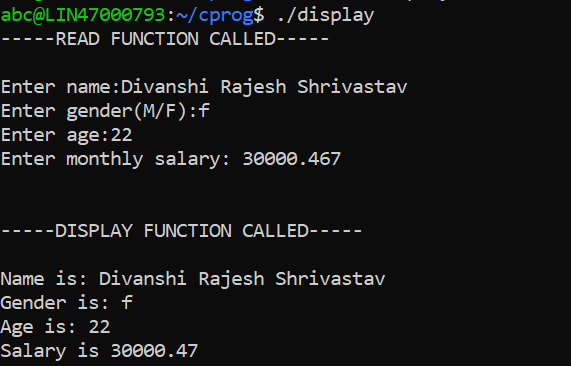 abc@LIN47000793:~/cprog$ ./display
-----READ FUNCTION CALLED-----
Enter name:Divanshi Rajesh Shrivastav
Enter gender(M/F):f
Enter age:22
Enter monthly salary: 30000.467
-----DISPLAY FUNCTION CALLED-----
Name is: Divanshi Rajesh Shrivastav
Gender is: f
Age is: 22
Salary is 30000.47